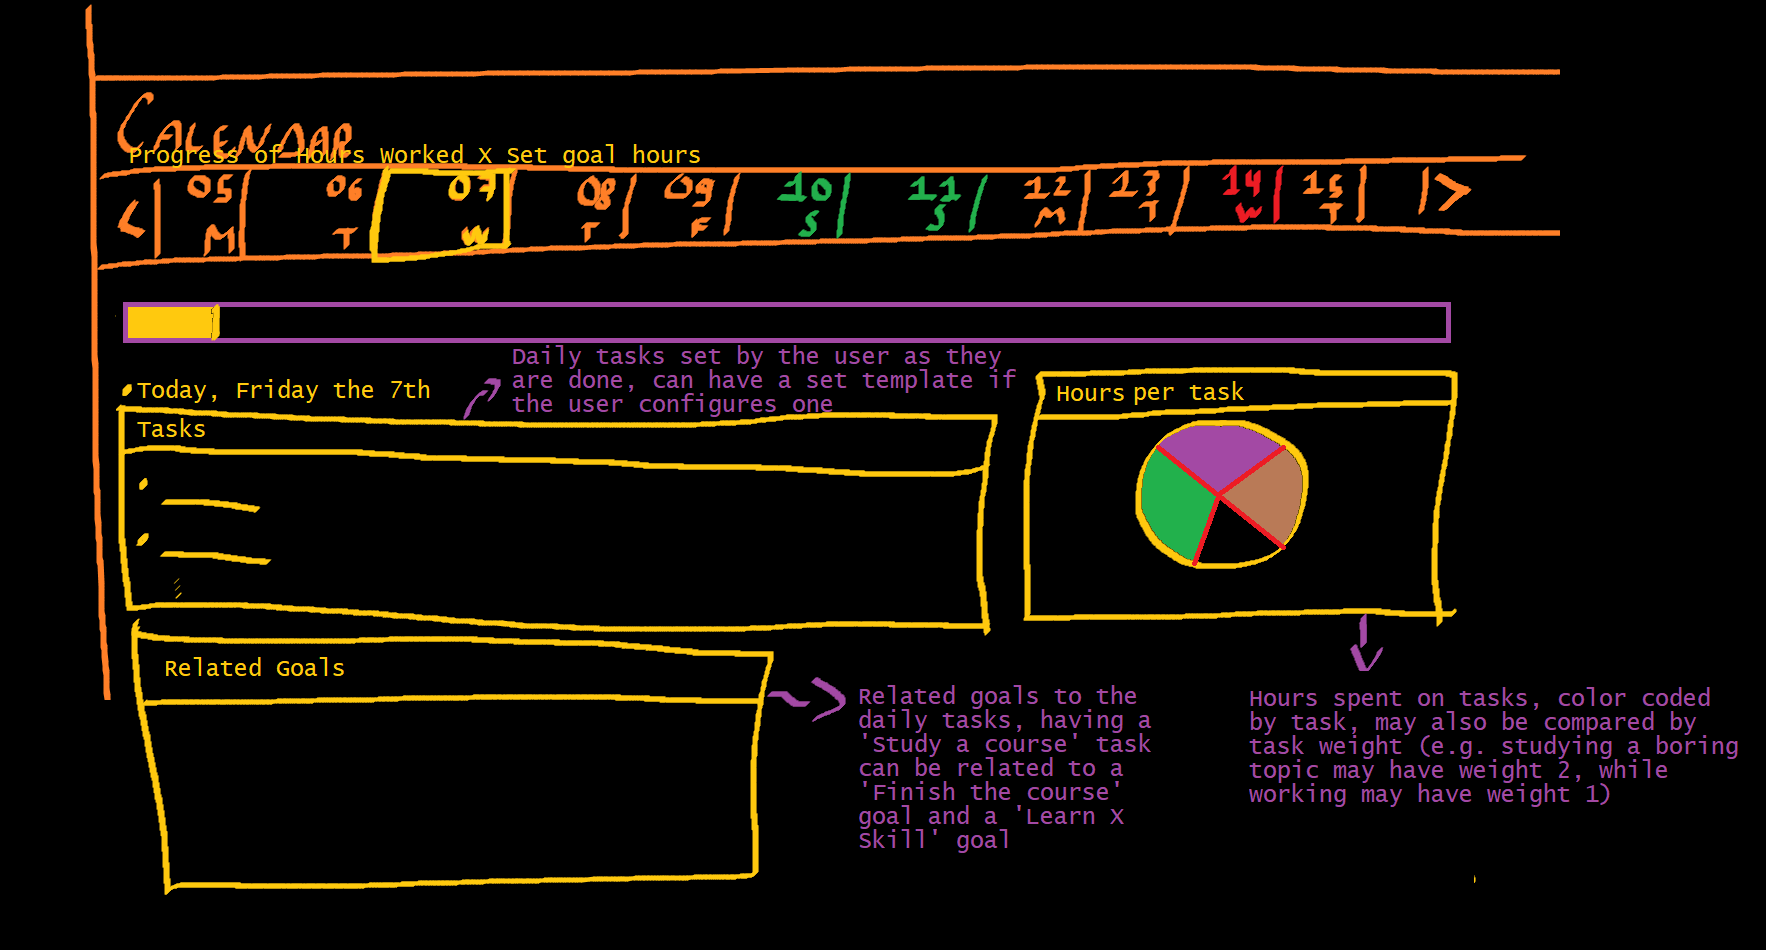 CALENDAR
Progress of Hours Worked X Set goal hours
< 05 06 07 08 09 10 11 12 13 14 15 >
M T W T F S S M T W T
Daily tasks set by the user as they
are done, can have a set template if
the user configures one
Today, Friday the 7th
Tasks
Hours per task
Related Goals
Related goals to the
daily tasks, having a
'Study a course' task
can be related to a
'Finish the course'
goal and a 'Learn X
Skill' goal
Hours spent on tasks, color coded
by task, may also be compared by
task weight (e.g. studying a boring
topic may have weight 2, while
working may have weight 1)